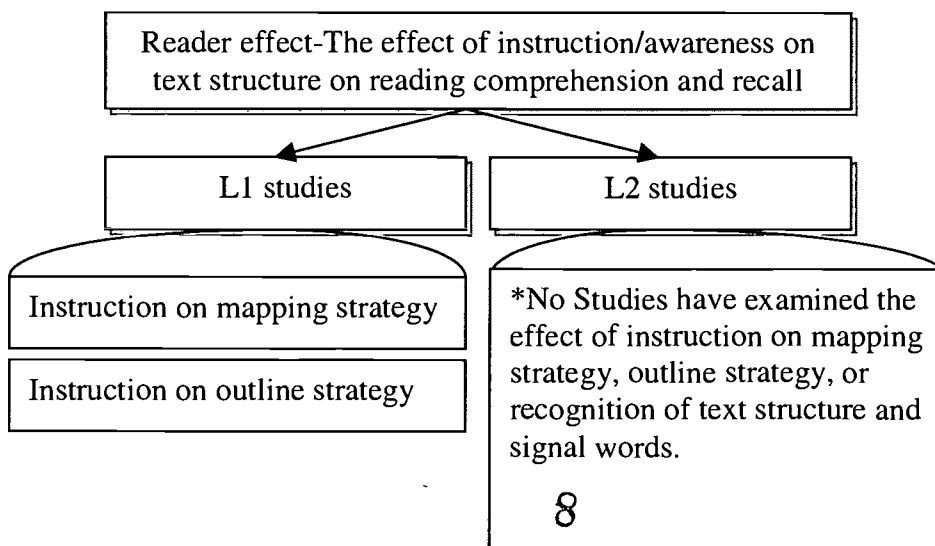 Reader effect-The effect of instruction/awareness on
text structure on reading comprehension and recall
L1 studies
L2 studies
Instruction on mapping strategy
Instruction on outline strategy
*No Studies have examined the
effect of instruction on mapping
strategy, outline strategy, or
recognition of text structure and
signal words.
8